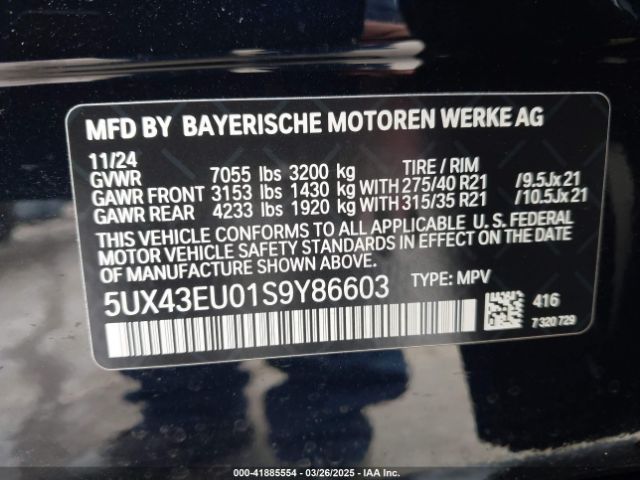 MFD BY BAYERISCHE MOTOREN WERKE AG
11/24 TIRE / RIM
GVWR 7055 lbs 3200 kg
GAWR FRONT 3153 lbs 1430 kg WITH 275/40 R21 /9.5Jx21
GAWR REAR 4233 lbs 1920 kg WITH 315/35 R21 /10.5Jx21
THIS VEHICLE CONFORMS TO ALL APPLICABLE U.S. FEDERAL
MOTOR VEHICLE SAFETY STANDARDS IN EFFECT ON THE DATE OF
MANUFACTURE SHOWN ABOVE.
5UX43EU01S9Y86603 TYPE: MPV
416
7 320 729
000-41885554 | 03/26/2025 | IAA Inc.